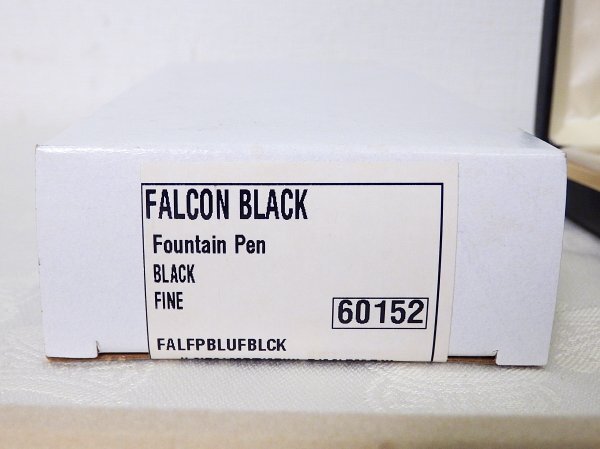 FALCON BLACK
Fountain Pen
BLACK
FINE
60152
FALFPBLUFBLCK